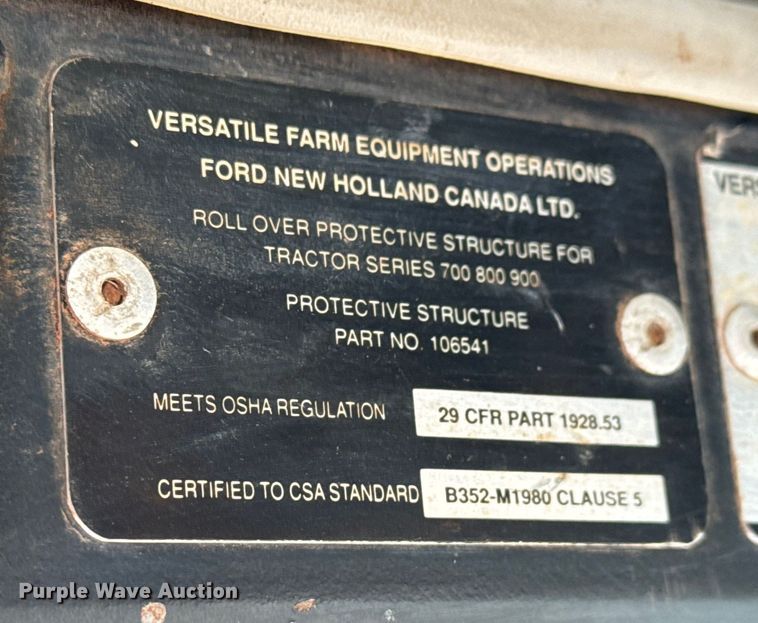 VERSATILE FARM EQUIPMENT OPERATIONS
FORD NEW HOLLAND CANADA LTD.
ROLL OVER PROTECTIVE STRUCTURE FOR
TRACTOR SERIES 700 800 900
PROTECTIVE STRUCTURE
PART NO. 106541
MEETS OSHA REGULATION 29 CFR PART 1928.53
CERTIFIED TO CSA STANDARD B352-M1980 CLAUSE 5
Purple Wave Auction